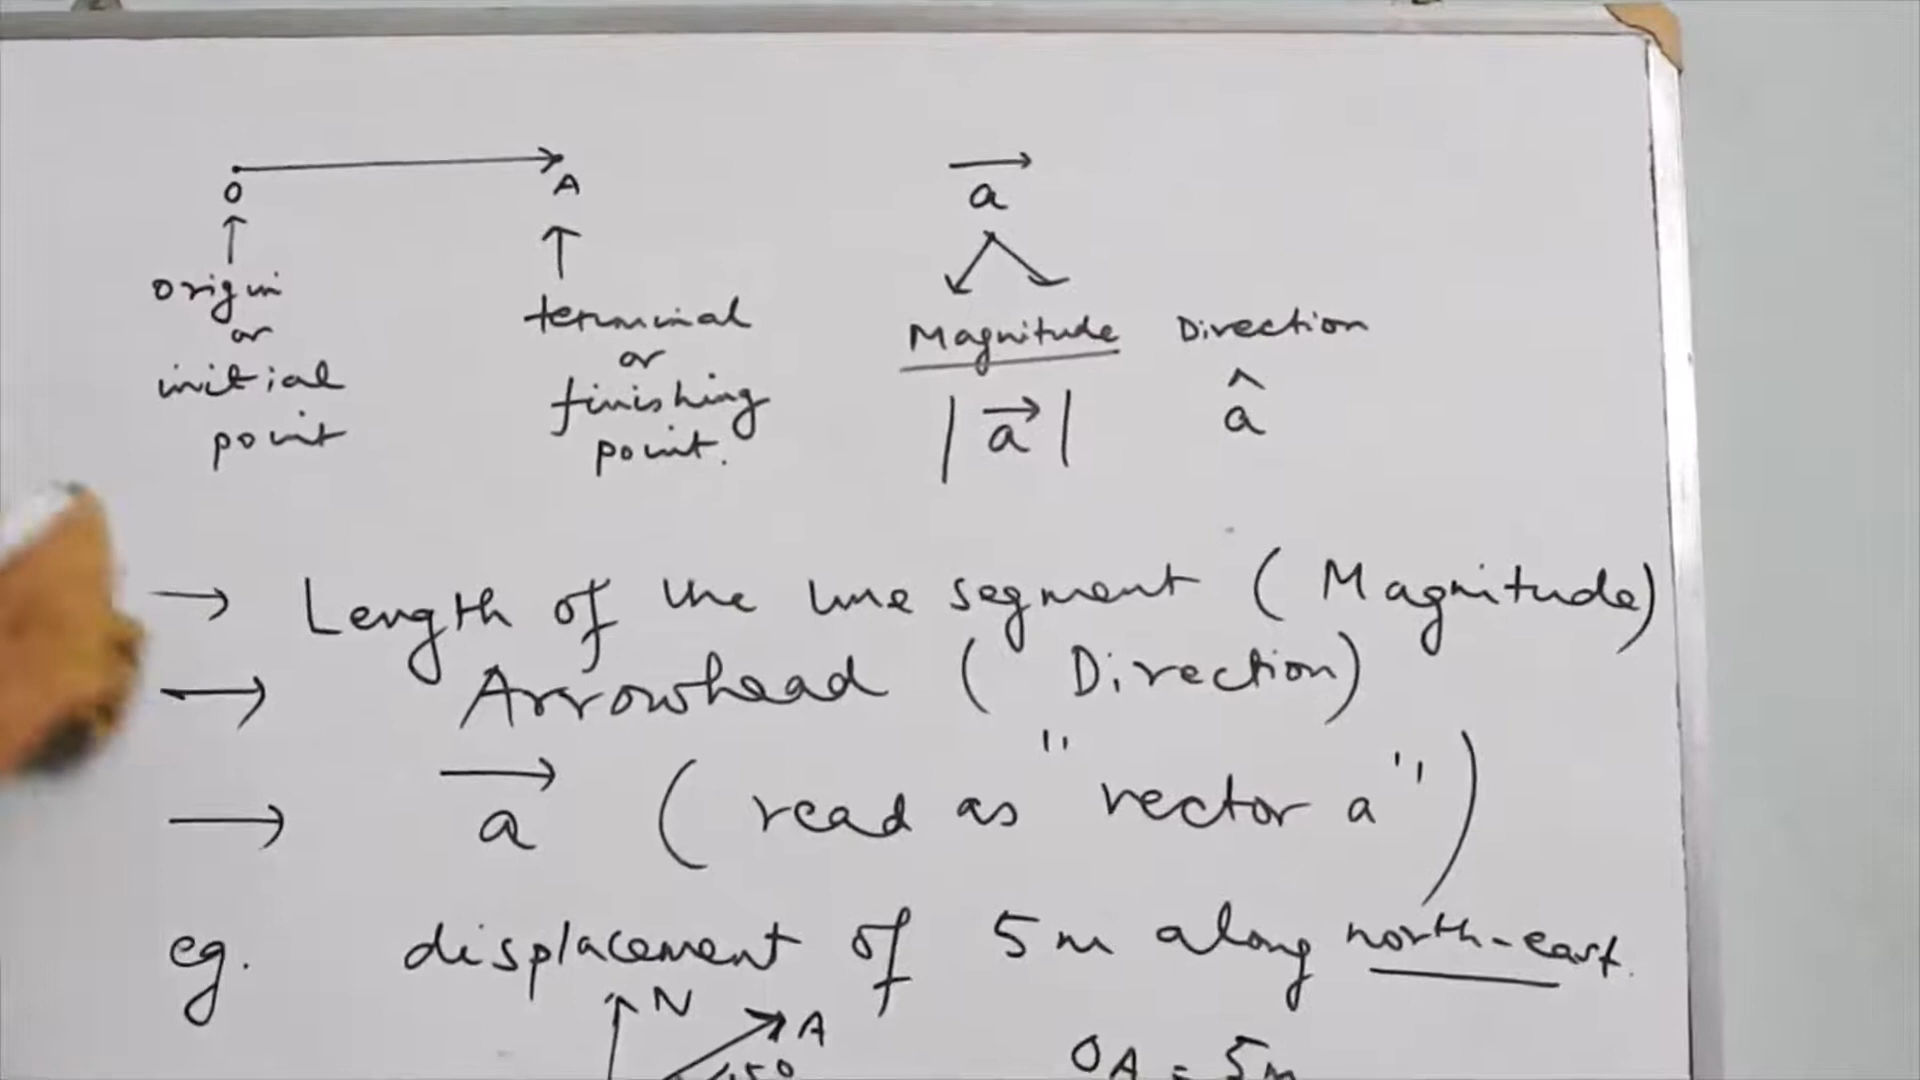 O A
origin
or
initial
point
terminal
or
finishing
point.
a⃗
Magnitude Direction
|a⃗| â
→ Length of the line segment (Magnitude)
→ Arrowhead (Direction)
→ a⃗ (read as "vector a")
eg. displacement of 5m along north-east.
N
A
OA = 5m